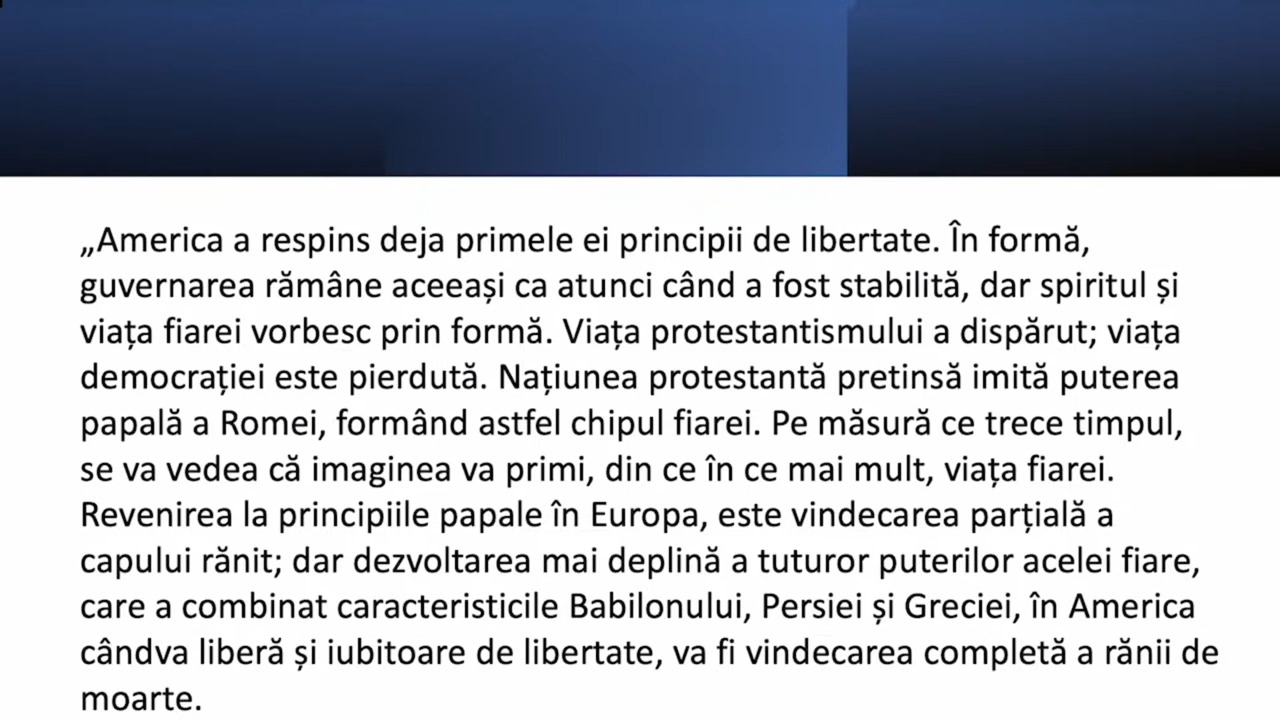 „America a respins deja primele ei principii de libertate. În formă,
guvernarea rămâne aceeași ca atunci când a fost stabilită, dar spiritul și
viața fiarei vorbesc prin formă. Viața protestantismului a dispărut; viața
democrației este pierdută. Națiunea protestantă pretinsă imită puterea
papală a Romei, formând astfel chipul fiarei. Pe măsură ce trece timpul,
se va vedea că imaginea va primi, din ce în ce mai mult, viața fiarei.
Revenirea la principiile papale în Europa, este vindecarea parțială a
capului rănit; dar dezvoltarea mai deplină a tuturor puterilor acelei fiare,
care a combinat caracteristicile Babilonului, Persiei și Greciei, în America
cândva liberă și iubitoare de libertate, va fi vindecarea completă a rănii de
moarte.